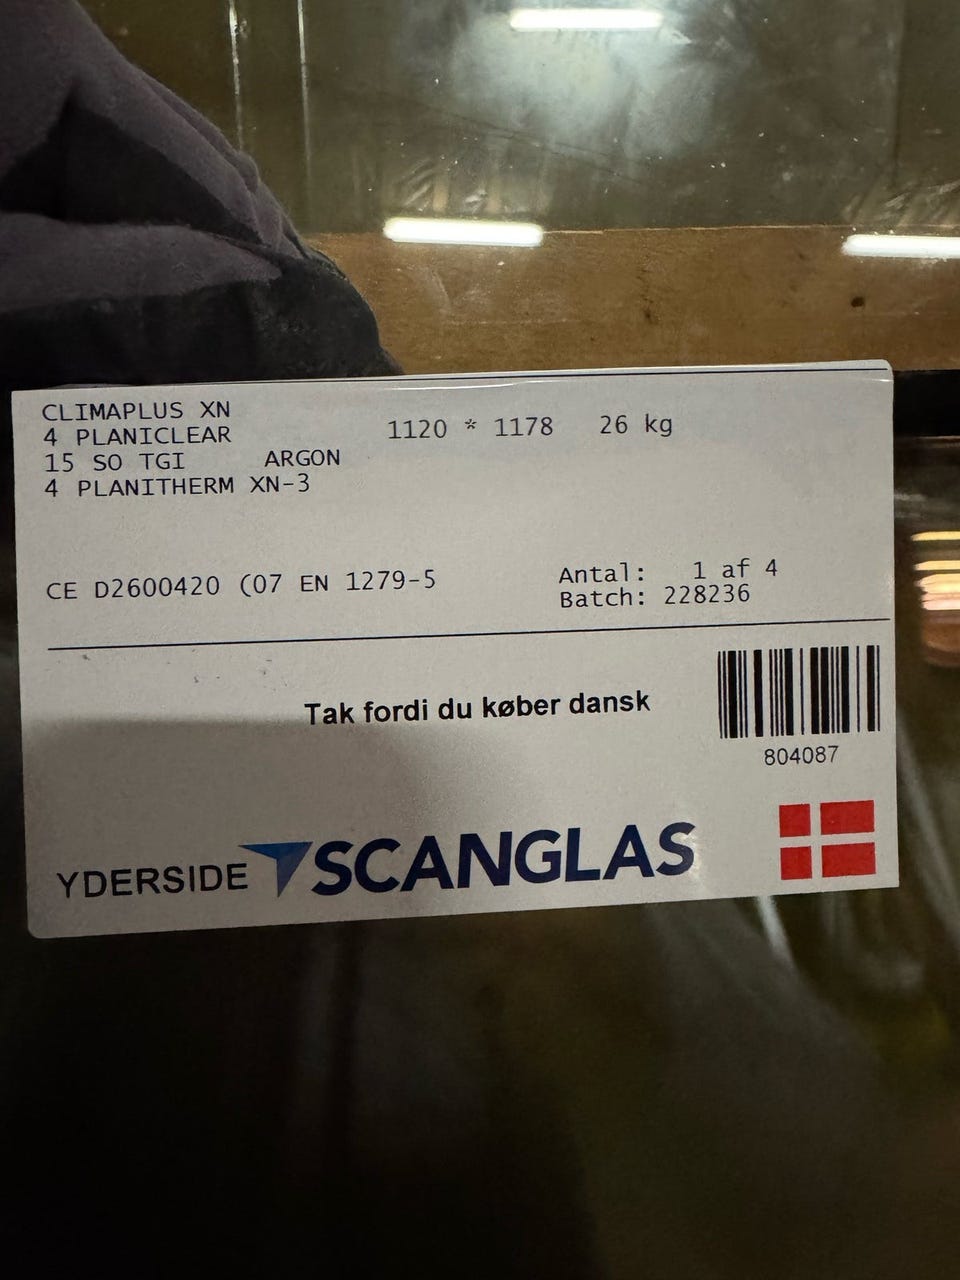 CLIMAPLUS XN
4 PLANICLEAR 1120 * 1178 26 kg
15 SO TGI ARGON
4 PLANITHERM XN-3
CE D2600420 (07 EN 1279-5
Antal: 1 af 4
Batch: 228236
Tak fordi du køber dansk
804087
YDERSIDE SCANGLAS